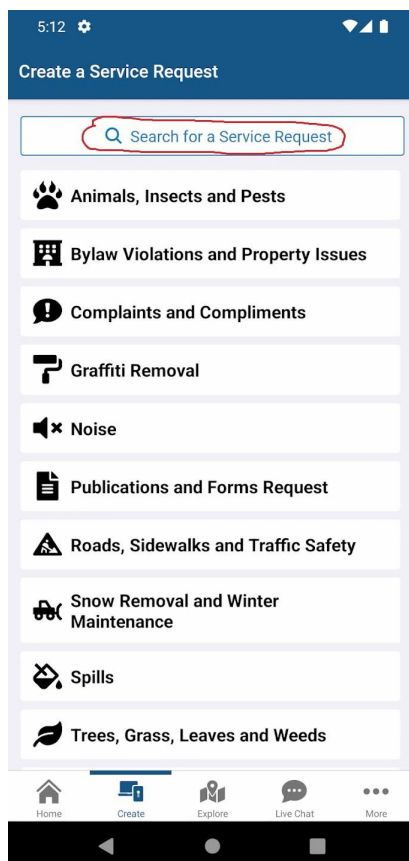 5:12
Create a Service Request
Search for a Service Request
Animals, Insects and Pests
Bylaw Violations and Property Issues
Complaints and Compliments
Graffiti Removal
Noise
Publications and Forms Request
Roads, Sidewalks and Traffic Safety
Snow Removal and Winter
Maintenance
Spills
Trees, Grass, Leaves and Weeds
Home
Create
Explore
Live Chat
More